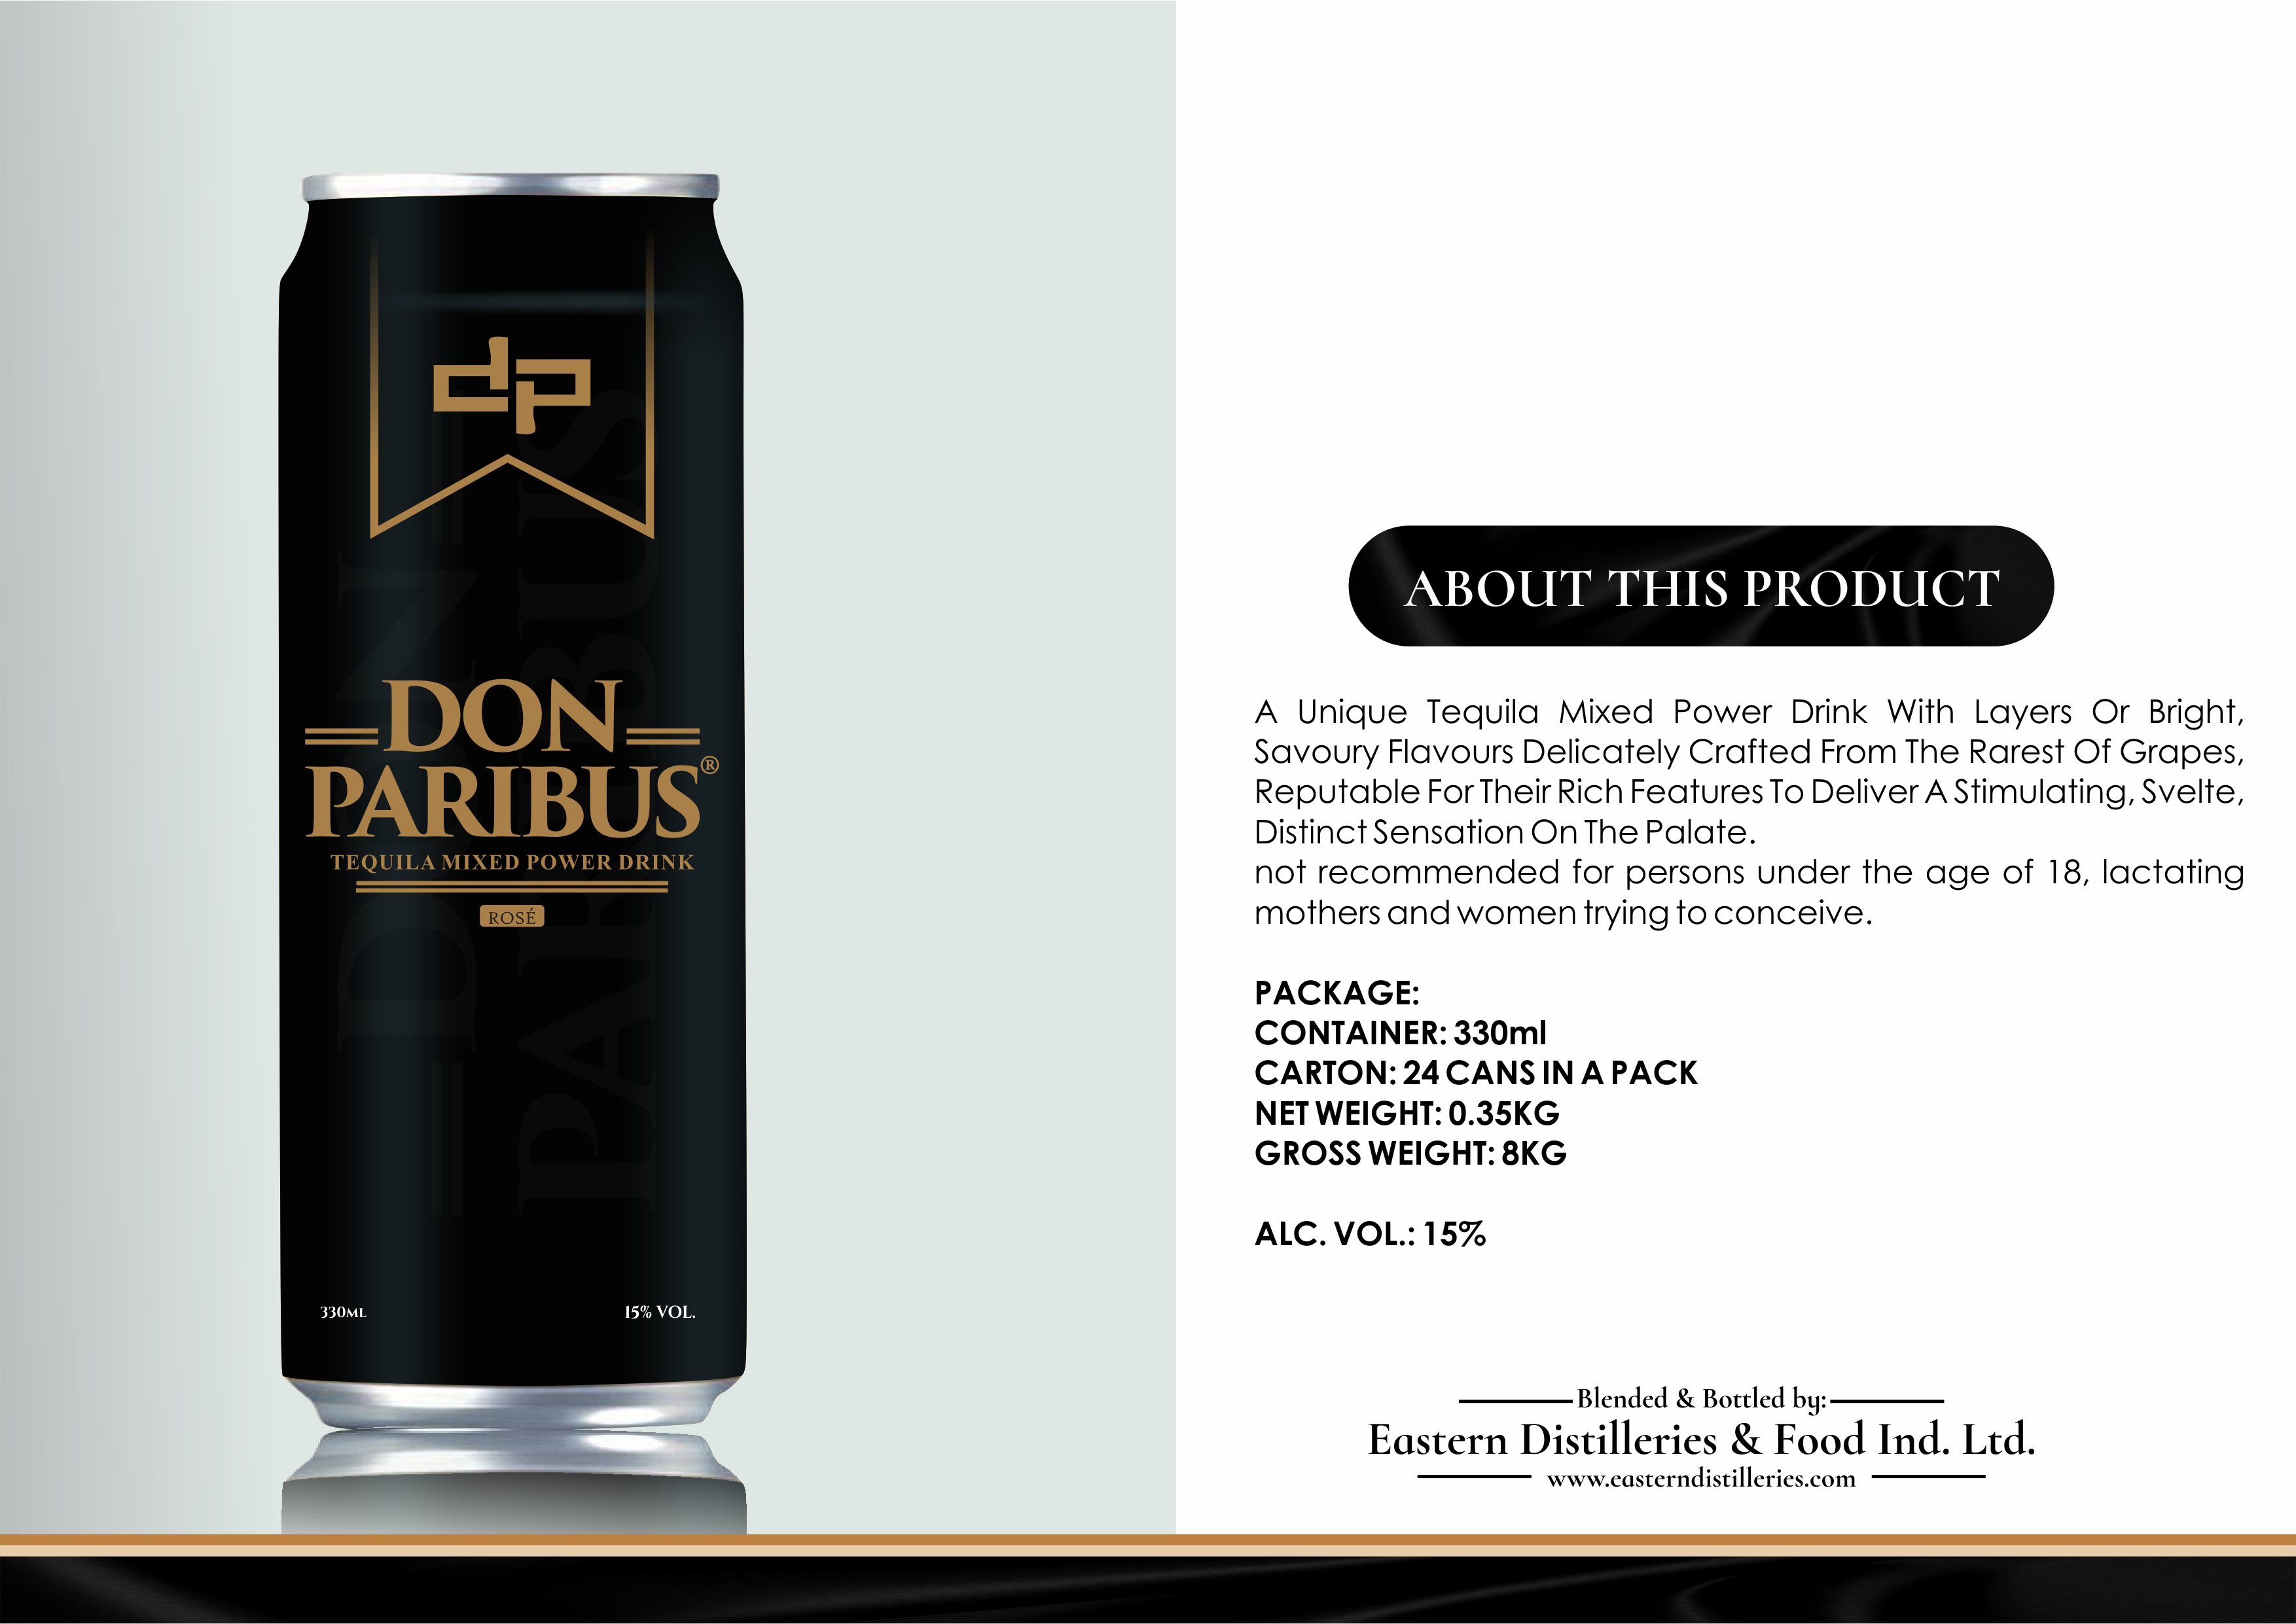 dp
DON
PARIBUS®
TEQUILA MIXED POWER DRINK
ROSÉ
DON
PARIBUS
330ML
15% VOL.
ABOUT THIS PRODUCT
A Unique Tequila Mixed Power Drink With Layers Or Bright,
Savoury Flavours Delicately Crafted From The Rarest Of Grapes,
Reputable For Their Rich Features To Deliver A Stimulating, Svelte,
Distinct Sensation On The Palate.
not recommended for persons under the age of 18, lactating
mothers and women trying to conceive.
PACKAGE:
CONTAINER: 330ml
CARTON: 24 CANS IN A PACK
NET WEIGHT: 0.35KG
GROSS WEIGHT: 8KG
ALC. VOL.: 15%
Blended & Bottled by:
Eastern Distilleries & Food Ind. Ltd.
www.easterndistilleries.com